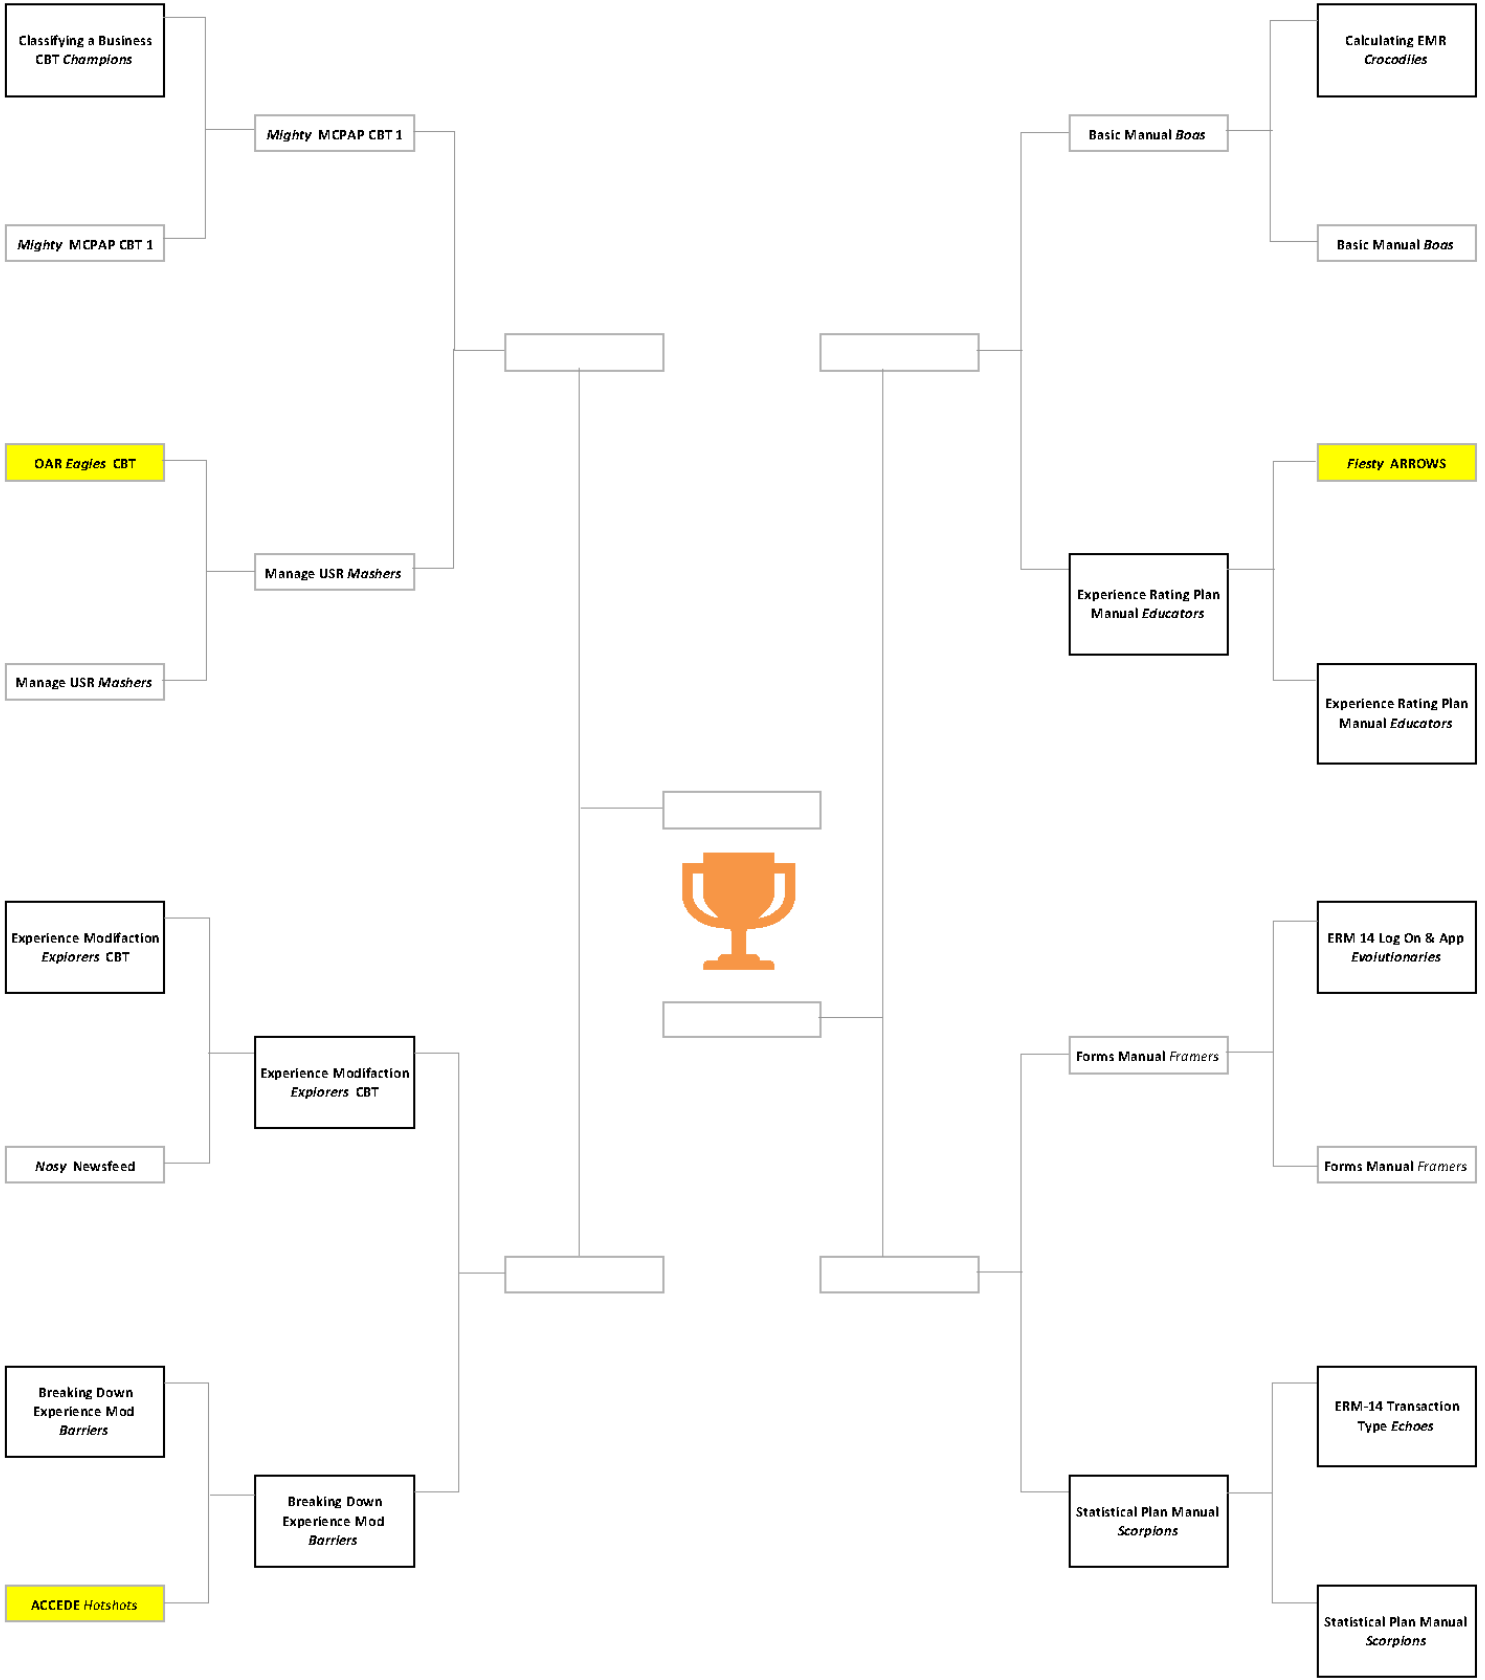 Classifying a Business
CBT Champions
Mighty MCPAP CBT 1
Mighty MCPAP CBT 1
OAR Eagles CBT
Manage USR Mashers
Manage USR Mashers
Experience Modifaction
Explorers CBT
Experience Modifaction
Explorers CBT
Nosy Newsfeed
Breaking Down
Experience Mod
Barriers
Breaking Down
Experience Mod
Barriers
ACCEDE Hotshots
Calculating EMR
Crocodiles
Basic Manual Boas
Basic Manual Boas
Fiesty ARROWS
Experience Rating Plan
Manual Educators
Experience Rating Plan
Manual Educators
ERM 14 Log On & App
Evolutionaries
Forms Manual Framers
Forms Manual Framers
ERM-14 Transaction
Type Echoes
Statistical Plan Manual
Scorpions
Statistical Plan Manual
Scorpions